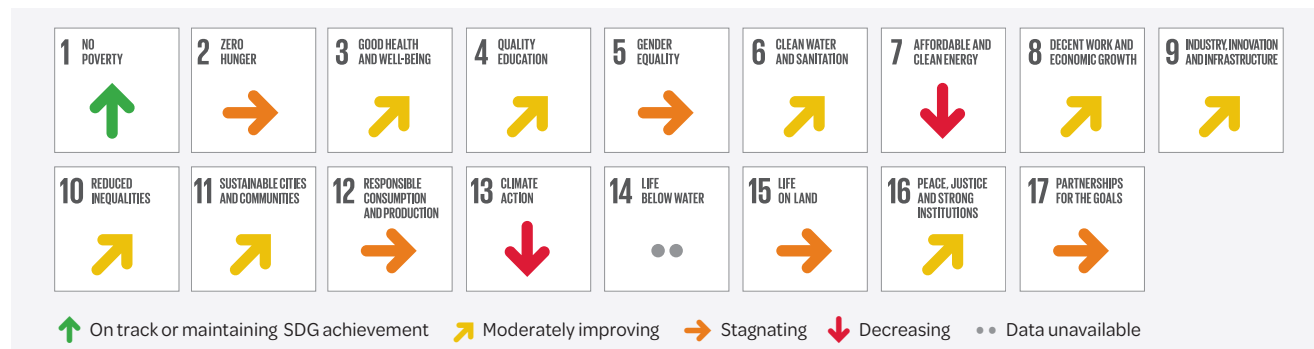 1 NO
POVERTY
2 ZERO
HUNGER
3 GOOD HEALTH
AND WELL-BEING
4 QUALITY
EDUCATION
5 GENDER
EQUALITY
6 CLEAN WATER
AND SANITATION
7 AFFORDABLE AND
CLEAN ENERGY
8 DECENT WORK AND
ECONOMIC GROWTH
9 INDUSTRY, INNOVATION
AND INFRASTRUCTURE
10 REDUCED
INEQUALITIES
11 SUSTAINABLE CITIES
AND COMMUNITIES
12 RESPONSIBLE
CONSUMPTION
AND PRODUCTION
13 CLIMATE
ACTION
14 LIFE
BELOW WATER
15 LIFE
ON LAND
16 PEACE, JUSTICE
AND STRONG
INSTITUTIONS
17 PARTNERSHIPS
FOR THE GOALS
On track or maintaining SDG achievement
Moderately improving
Stagnating
Decreasing
Data unavailable